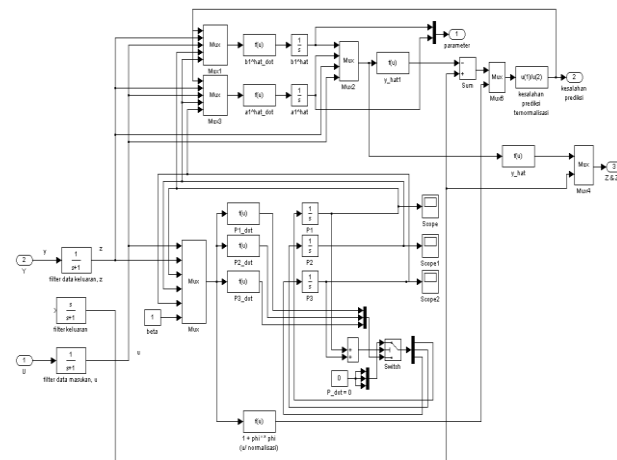 Mux
Mux1
f(u)
b1^hat_dot
1
s
b1^hat
Mux
Mux3
f(u)
a1^hat_dot
1
s
a1^hat
Mux
Mux2
1
parameter
f(u)
y_hat1
Sum
Mux
Mux5
u(1)/u(2)
kesalahan
prediksi
ternormalisasi
2
kesalahan
prediksi
f(u)
y_hat
Mux
Mux4
3
f(u)
P1_dot
1
s
P1
Scope
f(u)
P2_dot
1
s
P2
Scope1
f(u)
P3_dot
1
s
P3
Scope2
2
Y
y
1
s+1
filter data keluaran, z
z
s
s+1
filter keluaran
1
U
1
s+1
filter data masukan, u
u
1
beta
Mux
Mux
Switch
0
P_dot = 0
f(u)
1 + phi' * phi
(u/ normalisasi)